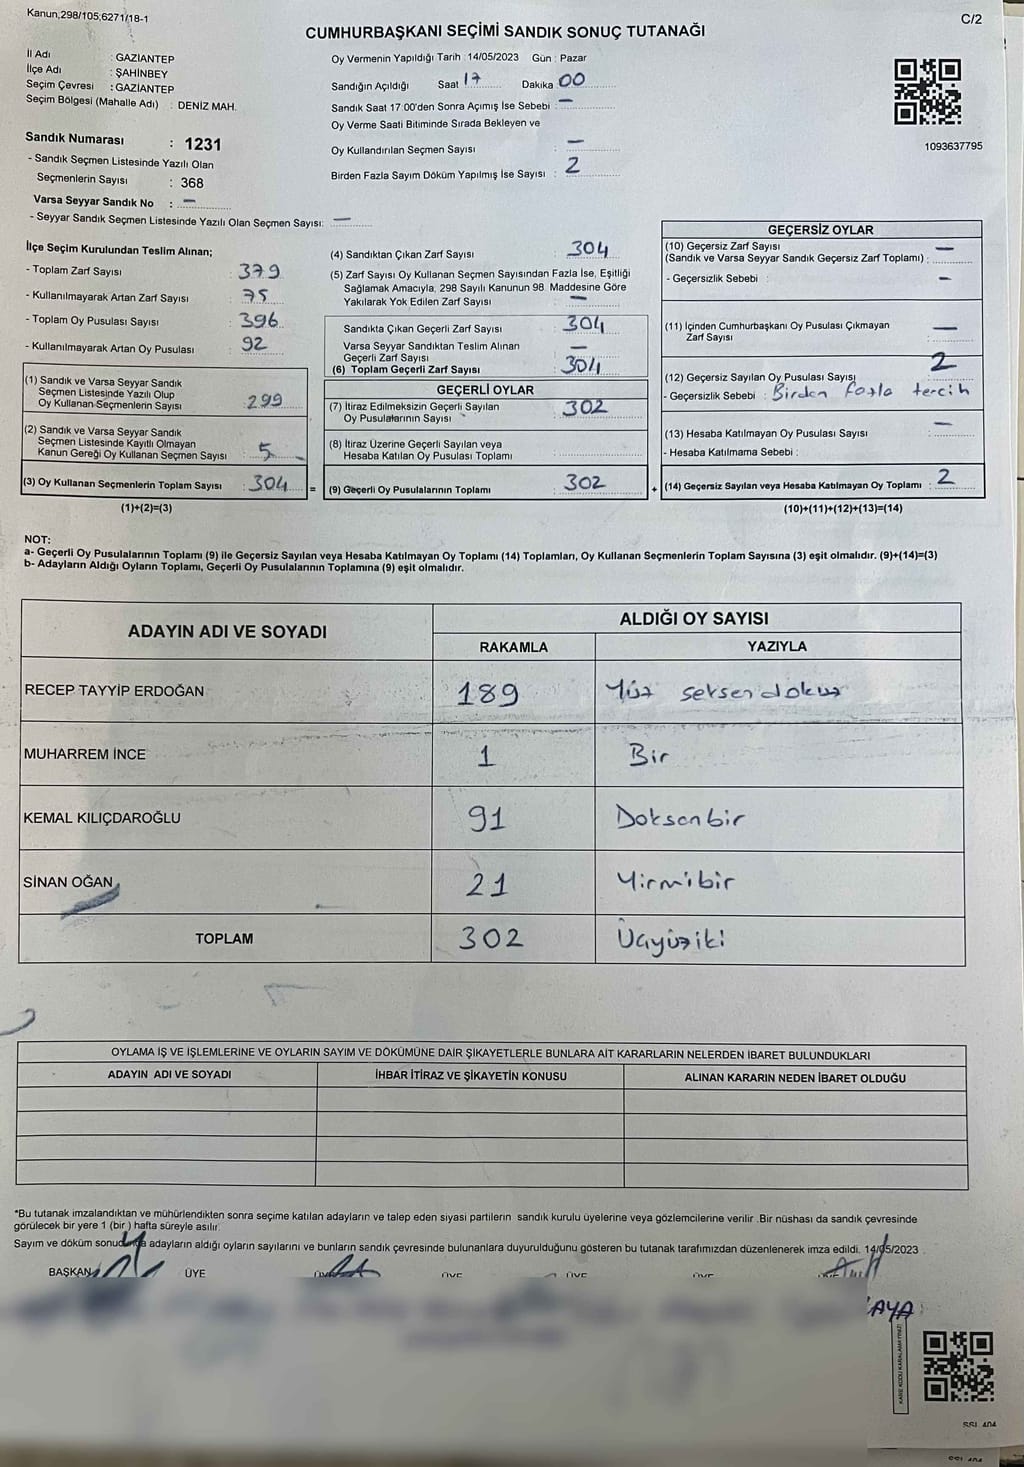 Kanun,298/105,6271/18-1
C/2
CUMHURBAŞKANI SEÇİMİ SANDIK SONUÇ TUTANAĞI
İl Adı : GAZİANTEP
İlçe Adı : ŞAHİNBEY
Seçim Çevresi : GAZİANTEP
Seçim Bölgesi (Mahalle Adı) : DENİZ MAH.
Oy Vermenin Yapıldığı Tarih : 14/05/2023 Gün : Pazar
Sandığın Açıldığı Saat 17 Dakika 00
Sandık Saat 17:00'den Sonra Açımış İse Sebebi : —
Oy Verme Saati Bitiminde Sırada Bekleyen ve
Oy Kullandırılan Seçmen Sayısı : —
Birden Fazla Sayım Döküm Yapılmış İse Sayısı : 2
1093637795
Sandık Numarası : 1231
- Sandık Seçmen Listesinde Yazılı Olan
Seçmenlerin Sayısı : 368
Varsa Seyyar Sandık No : —
- Seyyar Sandık Seçmen Listesinde Yazılı Olan Seçmen Sayısı: —
İlçe Seçim Kurulundan Teslim Alınan;
- Toplam Zarf Sayısı : 379
- Kullanılmayarak Artan Zarf Sayısı : 75
- Toplam Oy Pusulası Sayısı : 396
- Kullanılmayarak Artan Oy Pusulası : 92
(1) Sandık ve Varsa Seyyar Sandık
Seçmen Listesinde Yazılı Olup
Oy Kullanan Seçmenlerin Sayısı : 299
(2) Sandık ve Varsa Seyyar Sandık
Seçmen Listesinde Kayıtlı Olmayan
Kanun Gereği Oy Kullanan Seçmen Sayısı : 5
(3) Oy Kullanan Seçmenlerin Toplam Sayısı : 304
(1)+(2)=(3)
(4) Sandıktan Çıkan Zarf Sayısı : 304
(5) Zarf Sayısı Oy Kullanan Seçmen Sayısından Fazla İse, Eşitliği
Sağlamak Amacıyla, 298 Sayılı Kanunun 98. Maddesine Göre
Yakılarak Yok Edilen Zarf Sayısı : —
Sandıkta Çıkan Geçerli Zarf Sayısı : 304
Varsa Seyyar Sandıktan Teslim Alınan
Geçerli Zarf Sayısı : —
(6) Toplam Geçerli Zarf Sayısı : 304
GEÇERLİ OYLAR
(7) İtiraz Edilmeksizin Geçerli Sayılan
Oy Pusulalarının Sayısı : 302
(8) İtiraz Üzerine Geçerli Sayılan veya
Hesaba Katılan Oy Pusulası Toplamı :
= (9) Geçerli Oy Pusulalarının Toplamı : 302
GEÇERSİZ OYLAR
(10) Geçersiz Zarf Sayısı
(Sandık ve Varsa Seyyar Sandık Geçersiz Zarf Toplamı) : —
- Geçersizlik Sebebi : —
(11) İçinden Cumhurbaşkanı Oy Pusulası Çıkmayan
Zarf Sayısı : —
(12) Geçersiz Sayılan Oy Pusulası Sayısı : 2
- Geçersizlik Sebebi : Birden fazla tercih
(13) Hesaba Katılmayan Oy Pusulası Sayısı : —
- Hesaba Katılmama Sebebi :
+ (14) Geçersiz Sayılan veya Hesaba Katılmayan Oy Toplamı : 2
(10)+(11)+(12)+(13)=(14)
NOT:
a- Geçerli Oy Pusulalarının Toplamı (9) ile Geçersiz Sayılan veya Hesaba Katılmayan Oy Toplamı (14) Toplamları, Oy Kullanan Seçmenlerin Toplam Sayısına (3) eşit olmalıdır. (9)+(14)=(3)
b- Adayların Aldığı Oyların Toplamı, Geçerli Oy Pusulalarının Toplamına (9) eşit olmalıdır.
ADAYIN ADI VE SOYADI ALDIĞI OY SAYISI
RAKAMLA YAZIYLA
RECEP TAYYİP ERDOĞAN 189 Yüz seksen dokuz
MUHARREM İNCE 1 Bir
KEMAL KILIÇDAROĞLU 91 Doksanbir
SİNAN OĞAN 21 Yirmibir
TOPLAM 302 Üçyüziki
OYLAMA İŞ VE İŞLEMLERİNE VE OYLARIN SAYIM VE DÖKÜMÜNE DAİR ŞİKAYETLERLE BUNLARA AİT KARARLARIN NELERDEN İBARET BULUNDUKLARI
ADAYIN ADI VE SOYADI İHBAR İTİRAZ VE ŞİKAYETİN KONUSU ALINAN KARARIN NEDEN İBARET OLDUĞU
*Bu tutanak imzalandıktan ve mühürlendikten sonra seçime katılan adayların ve talep eden siyasi partilerin sandık kurulu üyelerine veya gözlemcilerine verilir .Bir nüshası da sandık çevresinde
görülecek bir yere 1 (bir ) hafta süreyle asılır.
Sayım ve döküm sonucunda adayların aldığı oyların sayılarını ve bunların sandık çevresinde bulunanlara duyurulduğunu gösteren bu tutanak tarafımızdan düzenlenerek imza edildi. 14/05/2023
BAŞKAN ÜYE ÜYE ÜYE ÜYE ÜYE ÜYE
AYA
KARE KODU KARALAMAYINIZ!